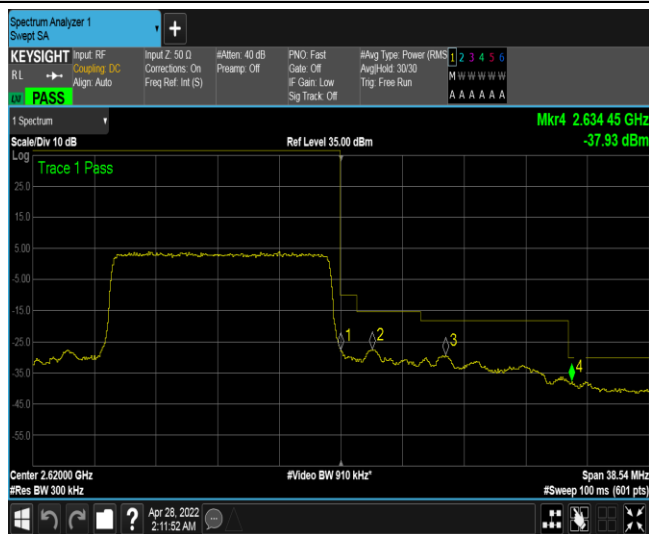 Spectrum Analyzer 1
Swept SA
KEYSIGHT
RL
PASS
Input: RF
Coupling: DC
Align: Auto
Input Z: 50 Ω
Corrections: On
Freq Ref: Int (S)
#Atten: 40 dB
Preamp: Off
PNO: Fast
Gate: Off
IF Gain: Low
Sig Track: Off
#Avg Type: Power (RMS
Avg|Hold: 30/30
Trig: Free Run
1 2 3 4 5 6
M W W W W W
A A A A A A
1 Spectrum
Scale/Div 10 dB
Ref Level 35.00 dBm
Mkr4 2.634 45 GHz
-37.93 dBm
Log
Trace 1 Pass
25.0
15.0
5.00
-5.00
-15.0
-25.0
-35.0
-45.0
-55.0
1
2
3
4
Center 2.62000 GHz
#Video BW 910 kHz*
Span 38.54 MHz
#Res BW 300 kHz
#Sweep 100 ms (601 pts)
?
Apr 28, 2022
2:11:52 AM